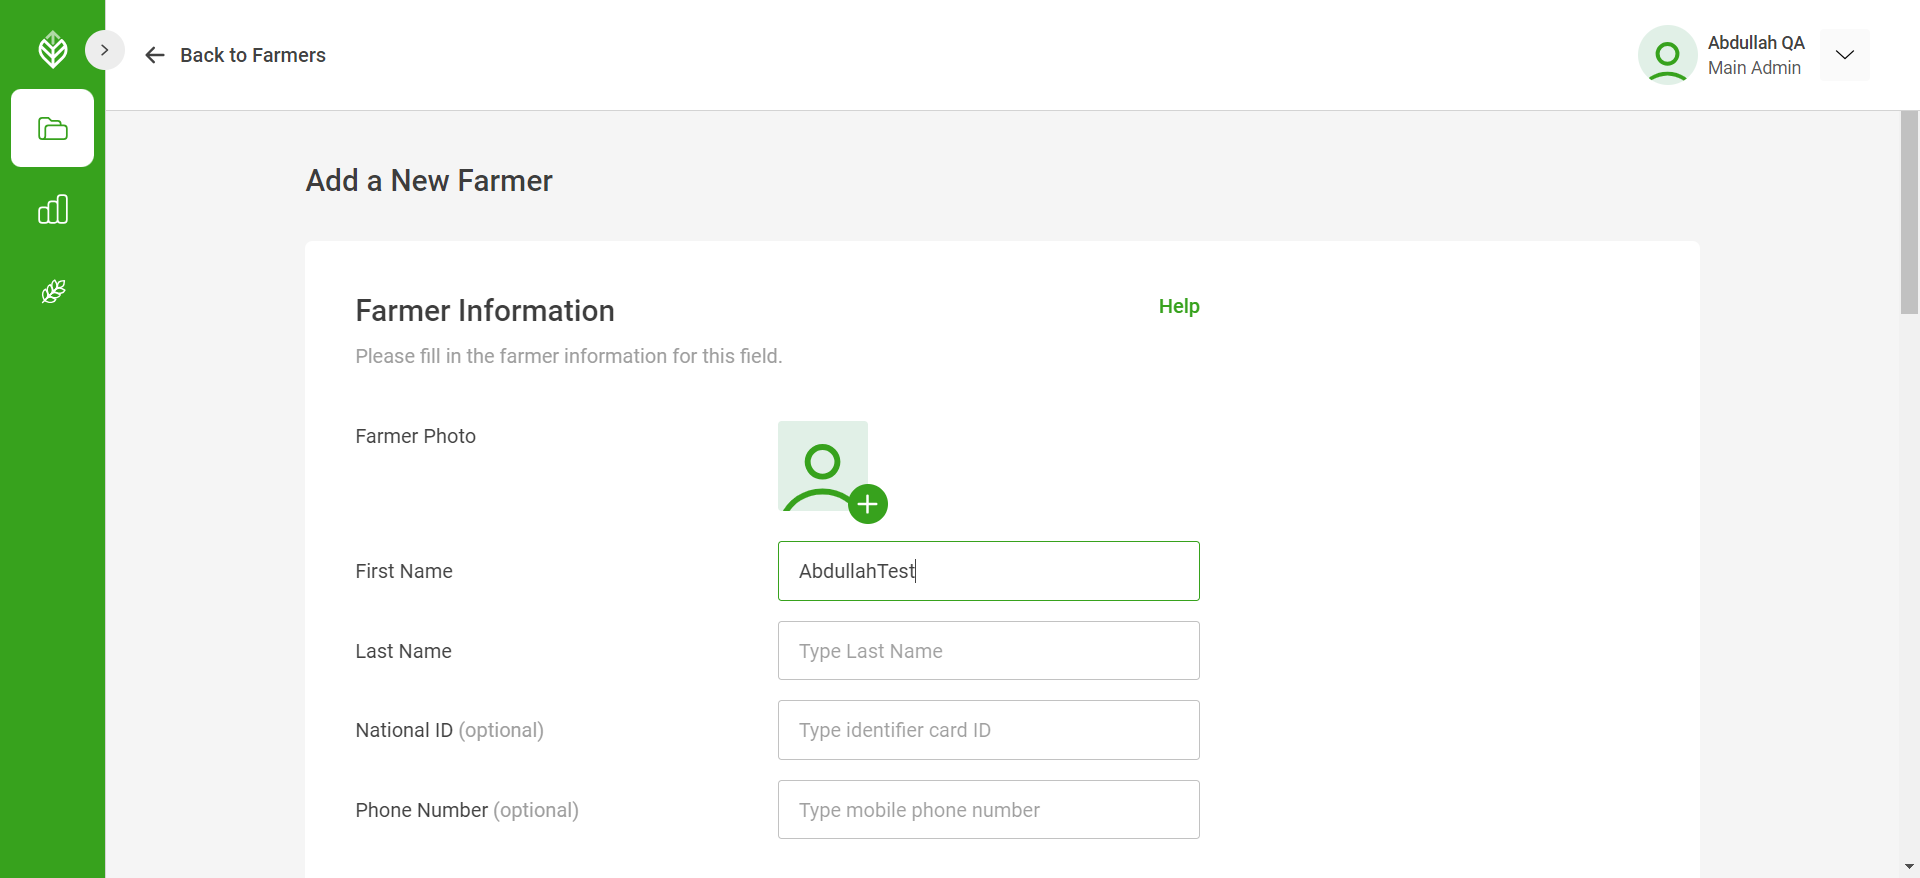 Back to Farmers
Abdullah QA
Main Admin
Add a New Farmer
Farmer Information
Help
Please fill in the farmer information for this field.
Farmer Photo
First Name
AbdullahTest
Last Name
Type Last Name
National ID (optional)
Type identifier card ID
Phone Number (optional)
Type mobile phone number